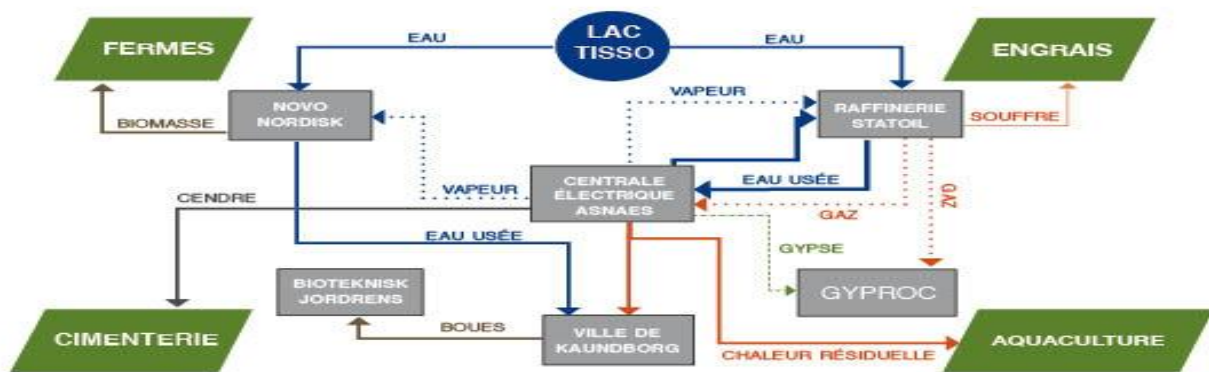 FERMES
EAU
LAC
TISSO
EAU
ENGRAIS
NOVO
NORDISK
VAPEUR
RAFFINERIE
STATOIL
BIOMASSE
SOUFFRE
CENTRALE
ÉLECTRIQUE
ASNAES
VAPEUR
EAU USÉE
CENDRE
GAZ
GAZ
EAU USÉE
GYPSE
BIOTEKNISK
JORDRENS
GYPROC
CIMENTERIE
BOUES
VILLE DE
KAUNDBORG
CHALEUR RÉSIDUELLE
AQUACULTURE